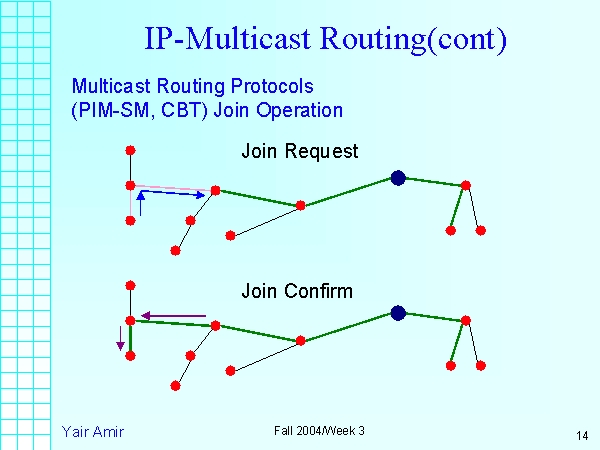 IP-Multicast Routing(cont)
Multicast Routing Protocols
(PIM-SM, CBT) Join Operation
Join Request
Join Confirm
Yair Amir
Fall 2004/Week 3
14